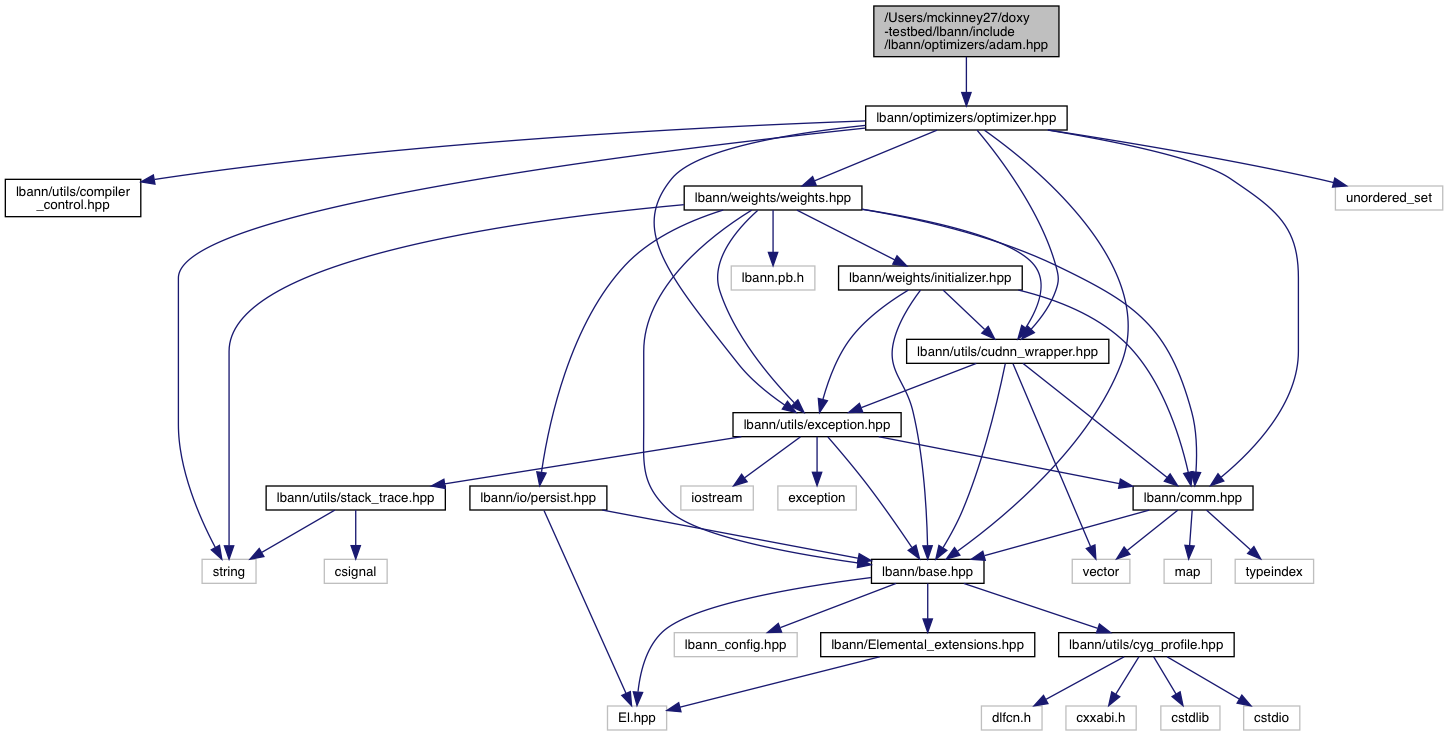 /Users/mckinney27/doxy
-testbed/lbann/include
/lbann/optimizers/adam.hpp
lbann/optimizers/optimizer.hpp
lbann/utils/compiler
_control.hpp
lbann/weights/weights.hpp
unordered_set
lbann.pb.h
lbann/weights/initializer.hpp
lbann/utils/cudnn_wrapper.hpp
lbann/utils/exception.hpp
lbann/utils/stack_trace.hpp
lbann/io/persist.hpp
iostream
exception
lbann/comm.hpp
string
csignal
lbann/base.hpp
vector
map
typeindex
lbann_config.hpp
lbann/Elemental_extensions.hpp
lbann/utils/cyg_profile.hpp
El.hpp
dlfcn.h
cxxabi.h
cstdlib
cstdio